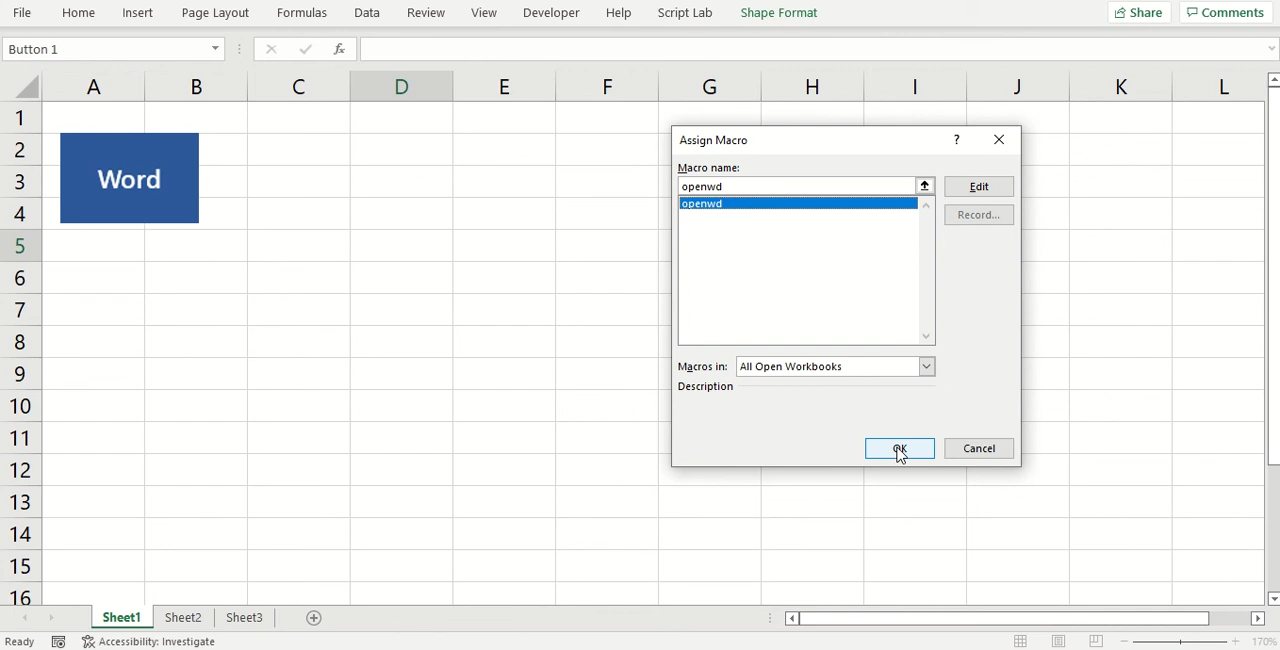 File Home Insert Page Layout Formulas Data Review View Developer Help Script Lab Shape Format Share Comments
Button 1 fx
A B C D E F G H I J K L
1
2
3
4
5
6
7
8
9
10
11
12
13
14
15
16
Word
Assign Macro ?
Macro name:
openwd Edit
openwd
Record...
Macros in: All Open Workbooks
Description
OK Cancel
Sheet1 Sheet2 Sheet3
Ready Accessibility: Investigate 170%